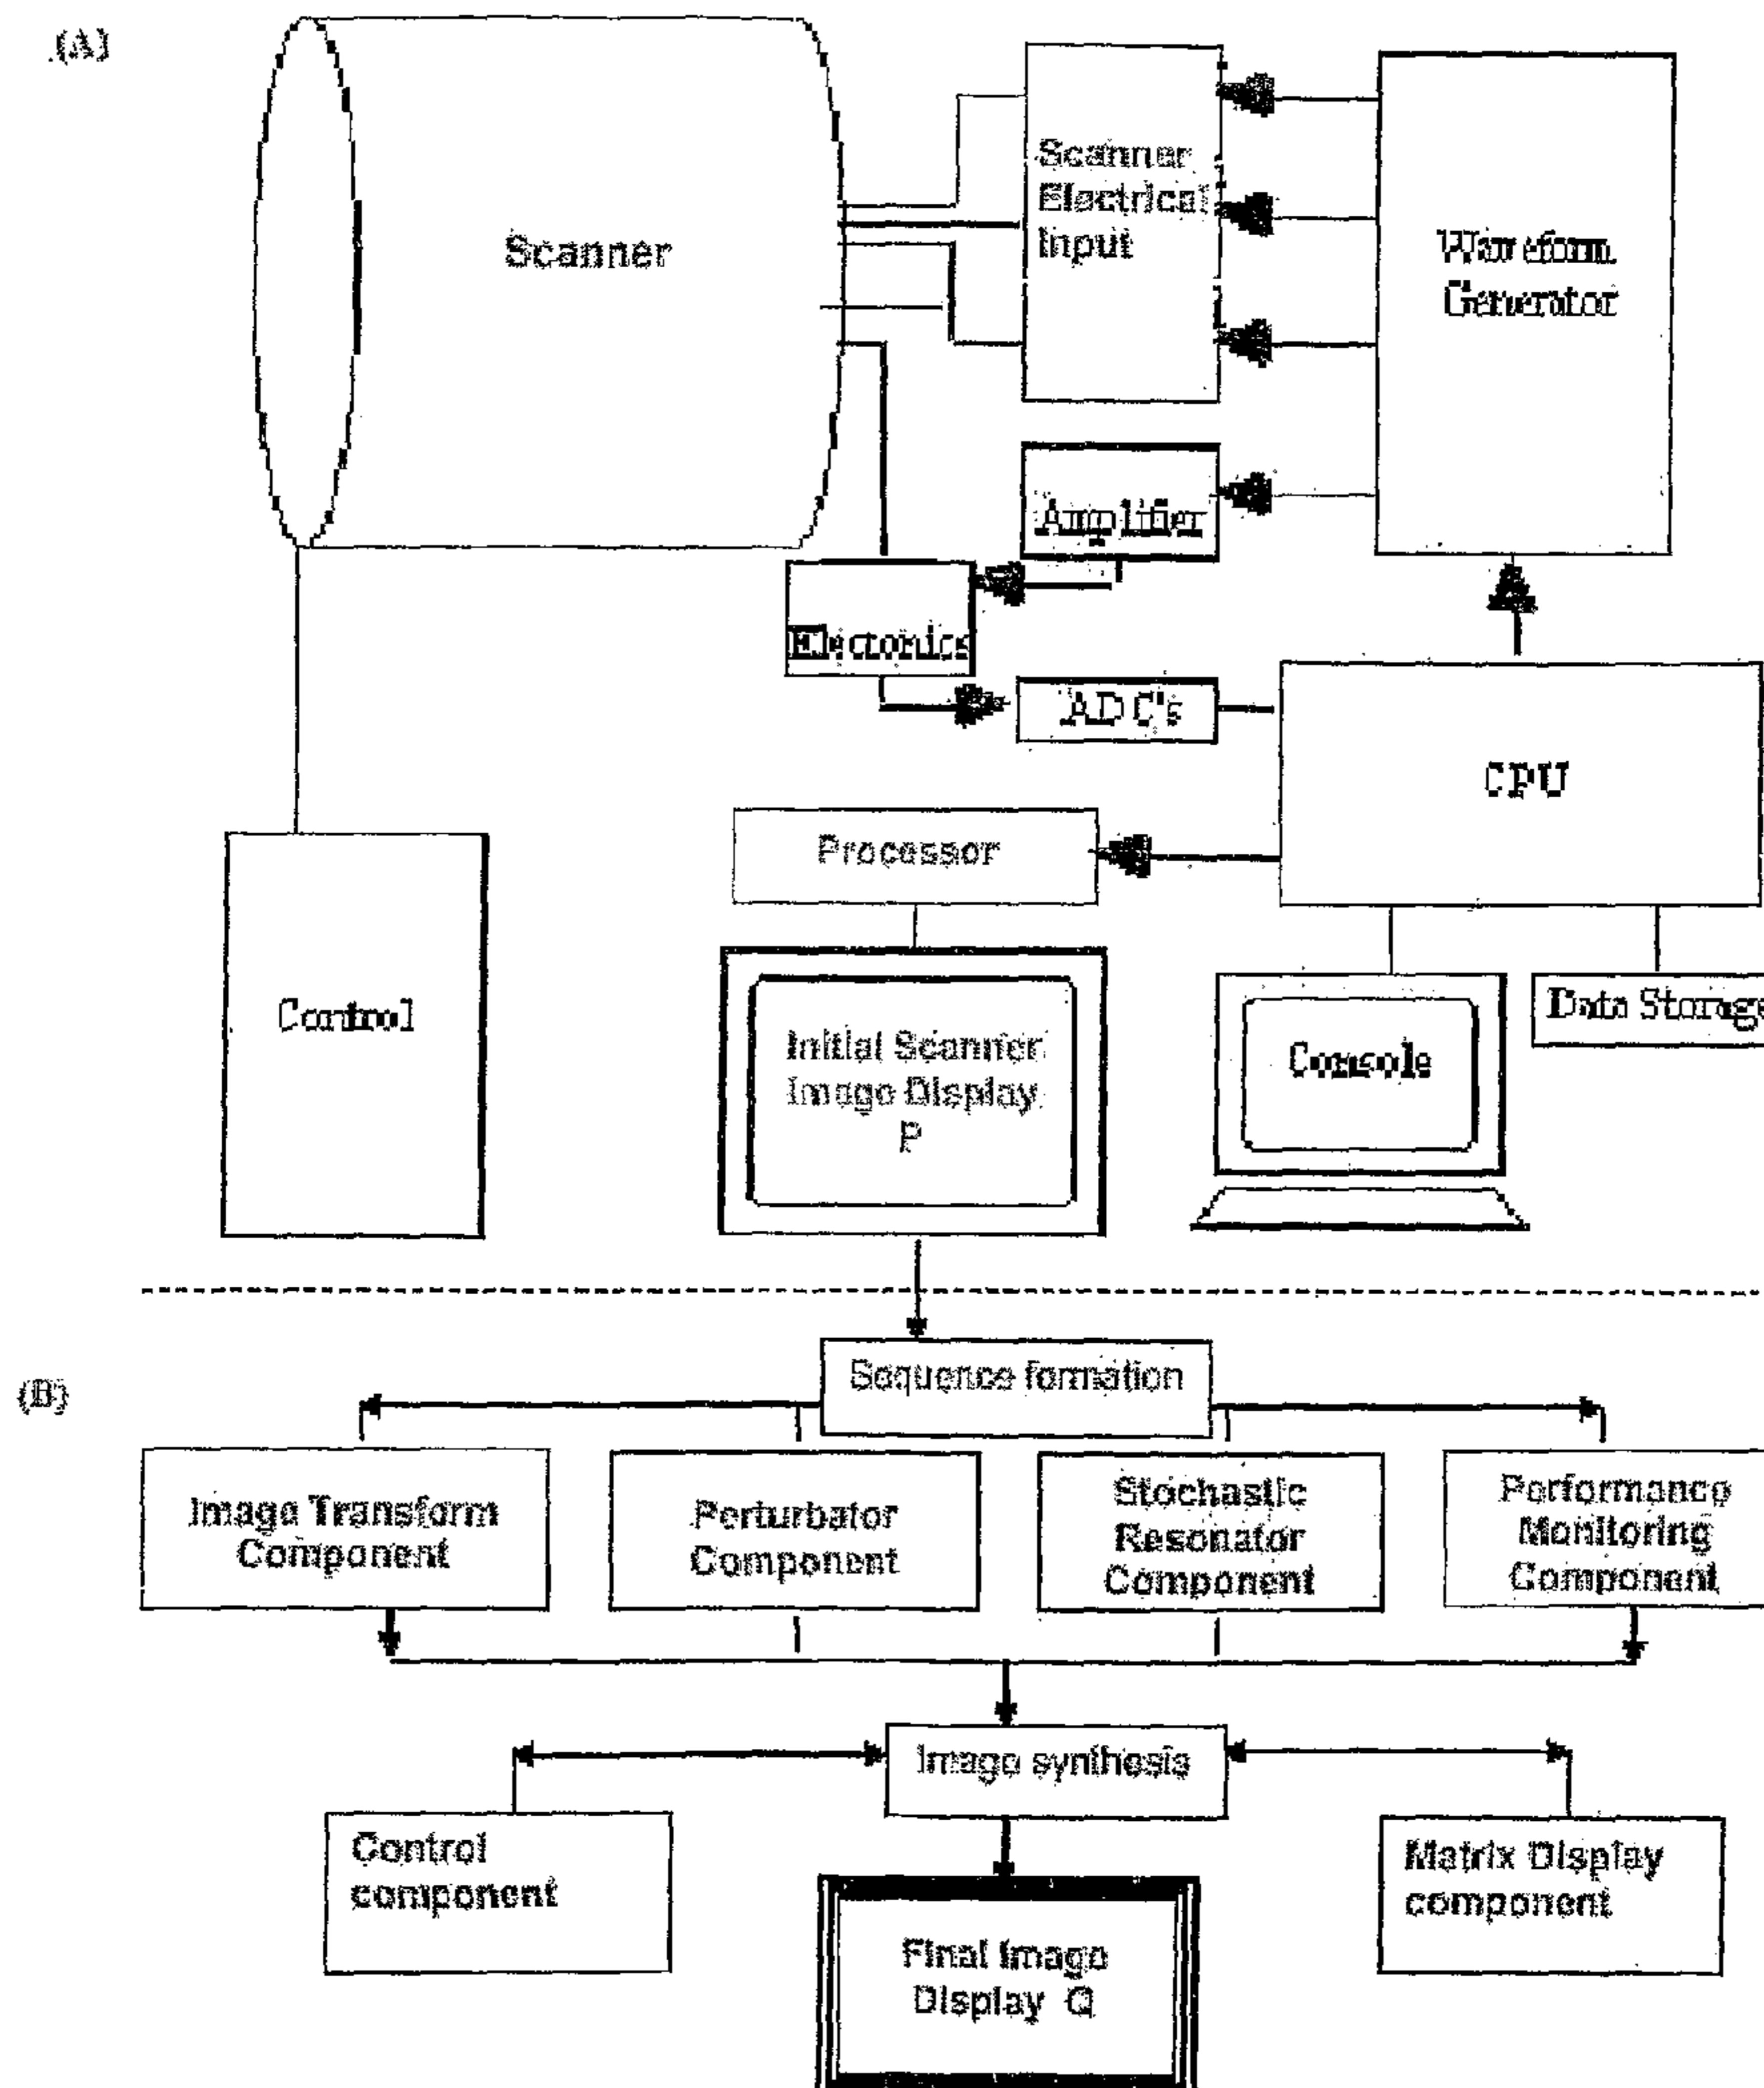 (A)
Scanner
Scanner
Electrical
Input
Waveform
Generator
Amplifier
Electonics
ADC's
CPU
Processor
Control
Initial Scanner
Image Display
P
Console
Data Storage
(B)
Sequence formation
Image Transform
Component
Perturbator
Component
Stochastic
Resonator
Component
Performance
Monitoring
Component
Image synthesis
Control
component
Matrix Display
component
Final Image
Display Q